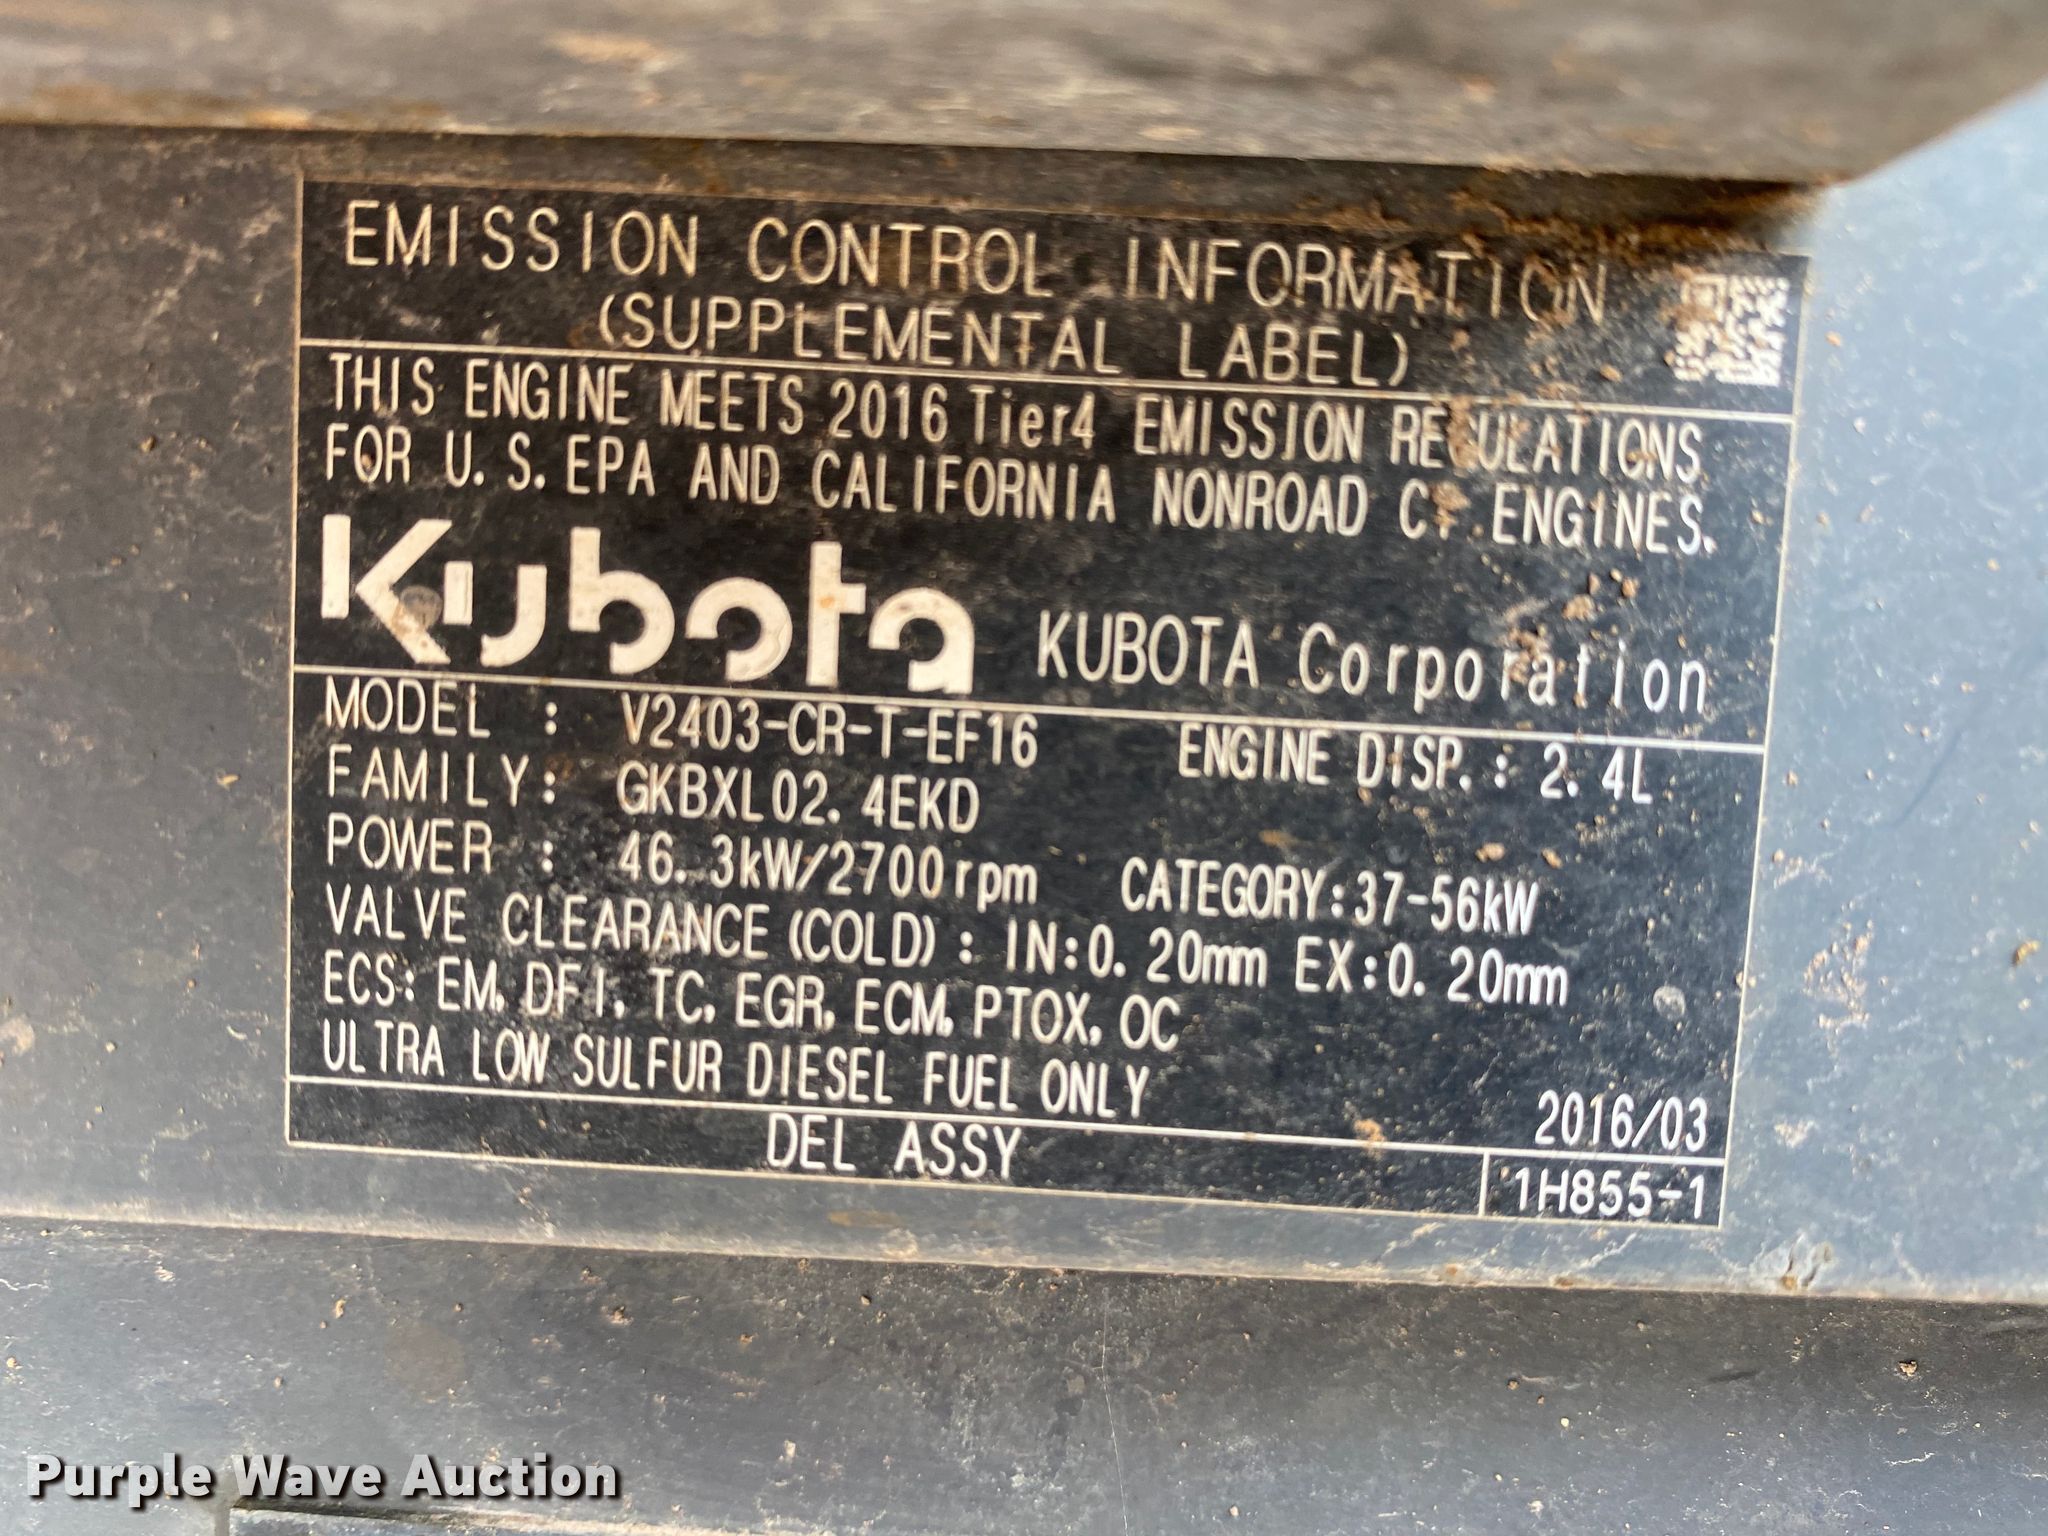 EMISSION CONTROL INFORMATION
(SUPPLEMENTAL LABEL)
THIS ENGINE MEETS 2016 Tier4 EMISSION REGULATIONS
FOR U.S. EPA AND CALIFORNIA NONROAD CI ENGINES.
Kubota KUBOTA Corporation
MODEL : V2403-CR-T-EF16 ENGINE DISP.: 2.4L
FAMILY: GKBXL02.4EKD
POWER : 46.3kW/2700rpm CATEGORY:37-56kW
VALVE CLEARANCE(COLD): IN:0.20mm EX:0.20mm
ECS: EM, DFI, TC, EGR, ECM, PTOX, OC
ULTRA LOW SULFUR DIESEL FUEL ONLY
2016/03
DEL ASSY 1H855-1
Purple Wave Auction